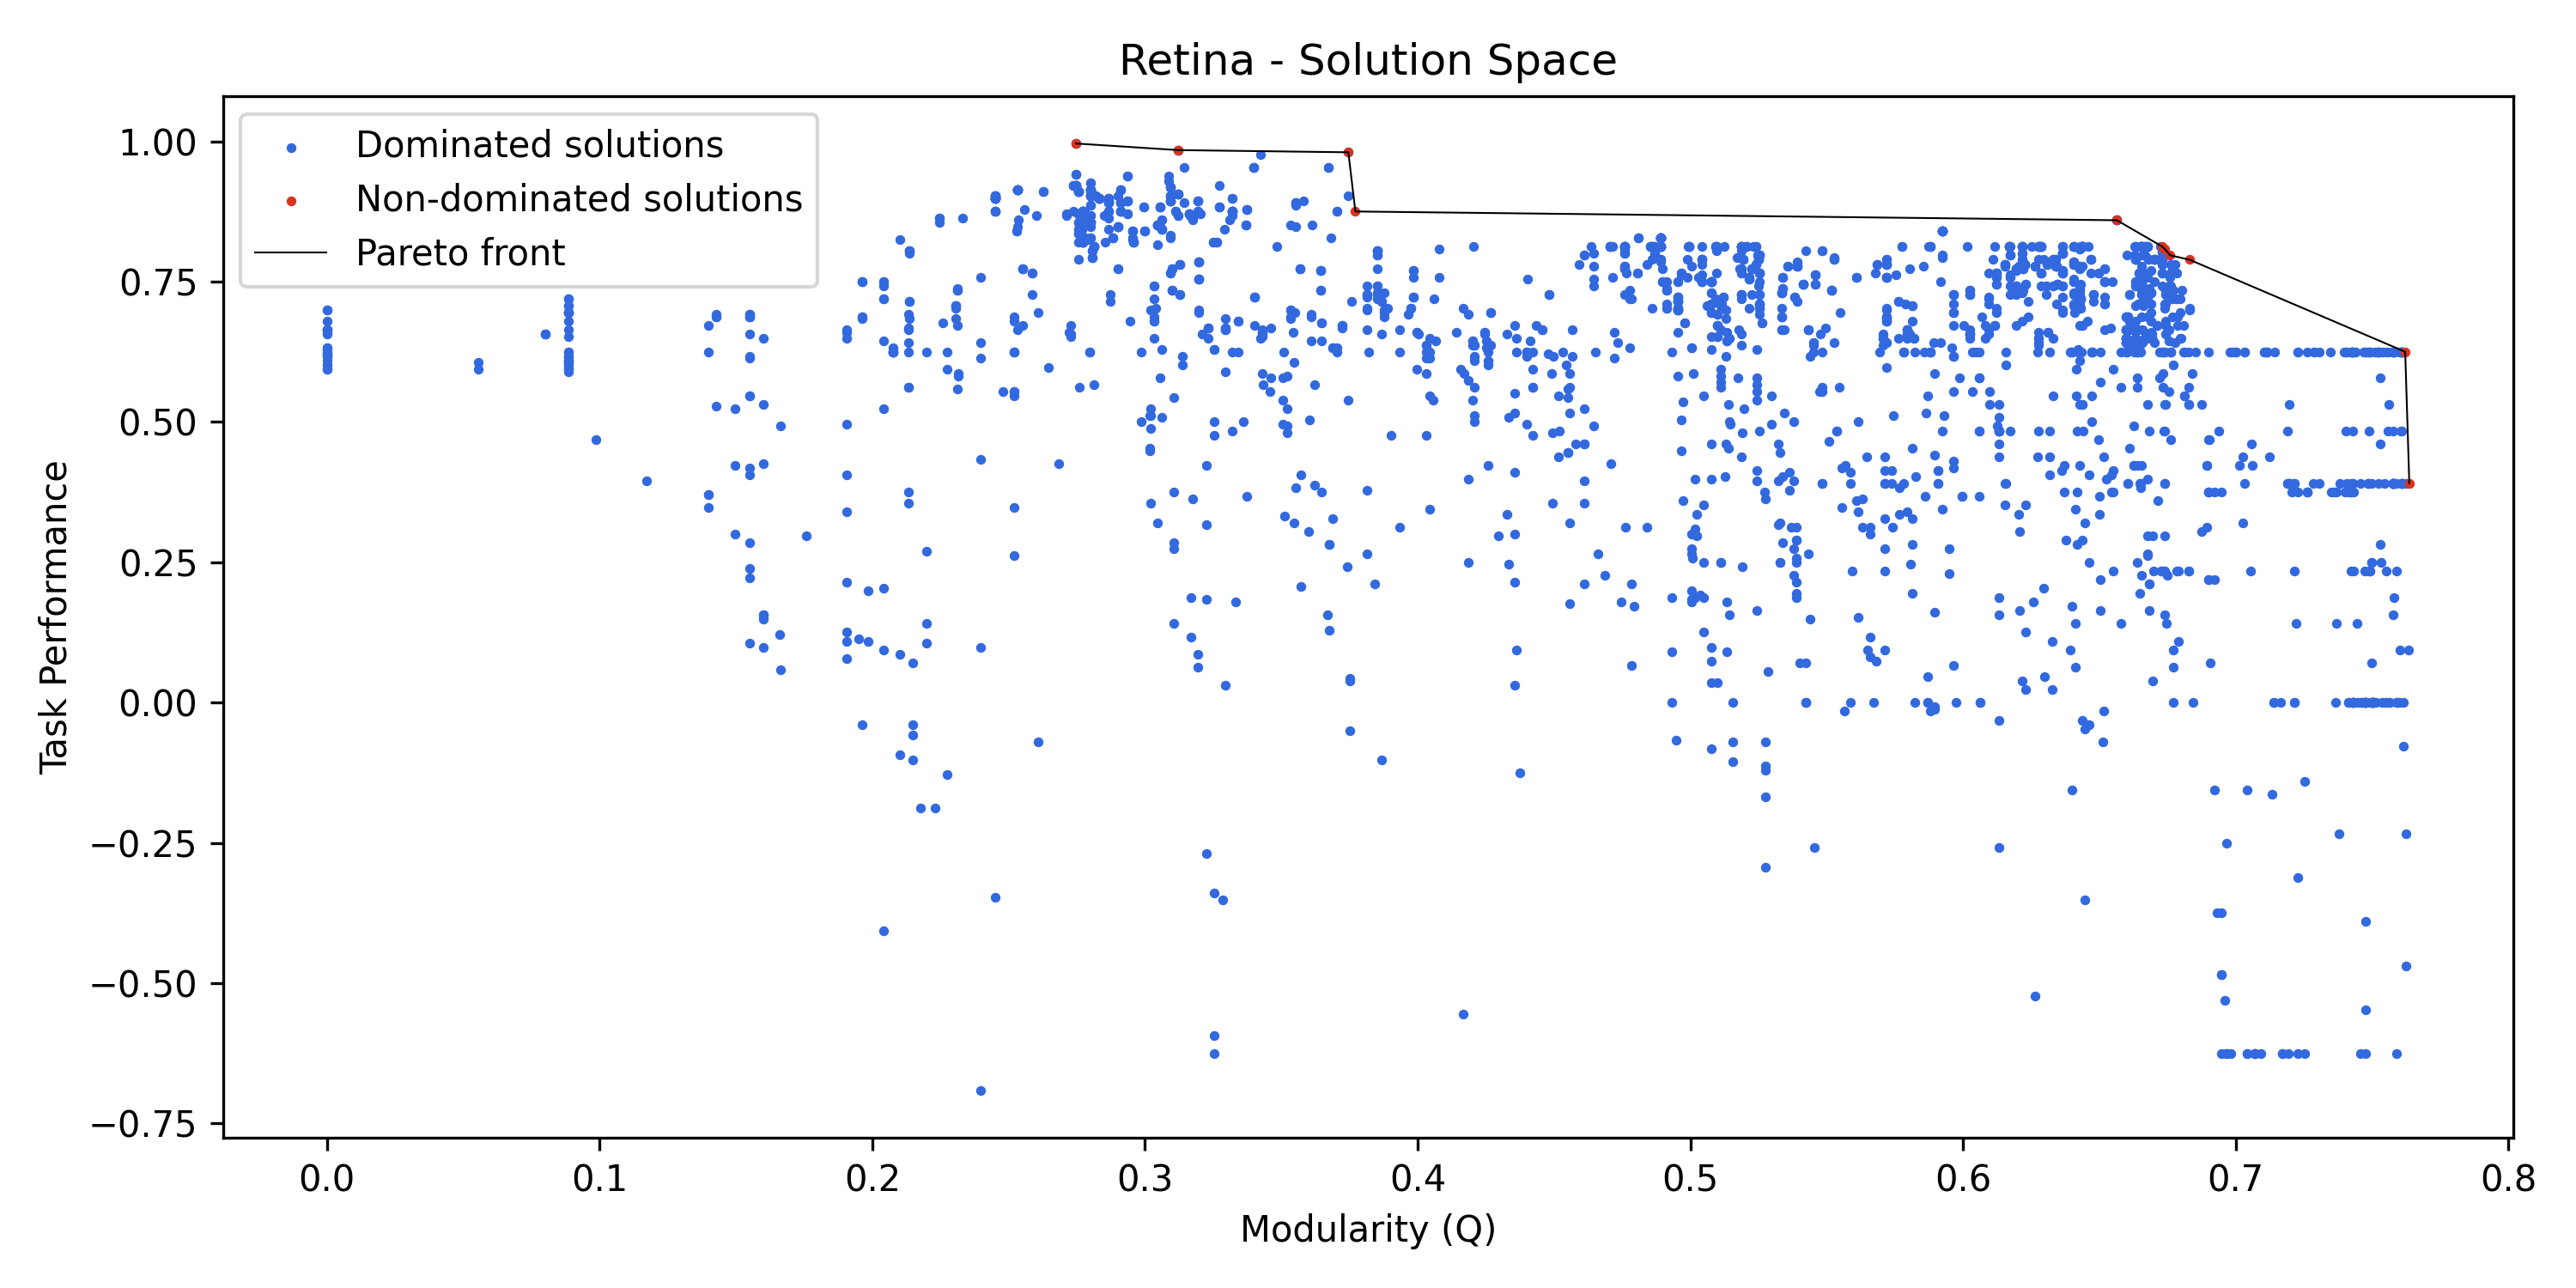 Retina - Solution Space
Dominated solutions
Non-dominated solutions
Pareto front
Task Performance
1.00
0.75
0.50
0.25
0.00
−0.25
−0.50
−0.75
0.0 0.1 0.2 0.3 0.4 0.5 0.6 0.7 0.8
Modularity (Q)